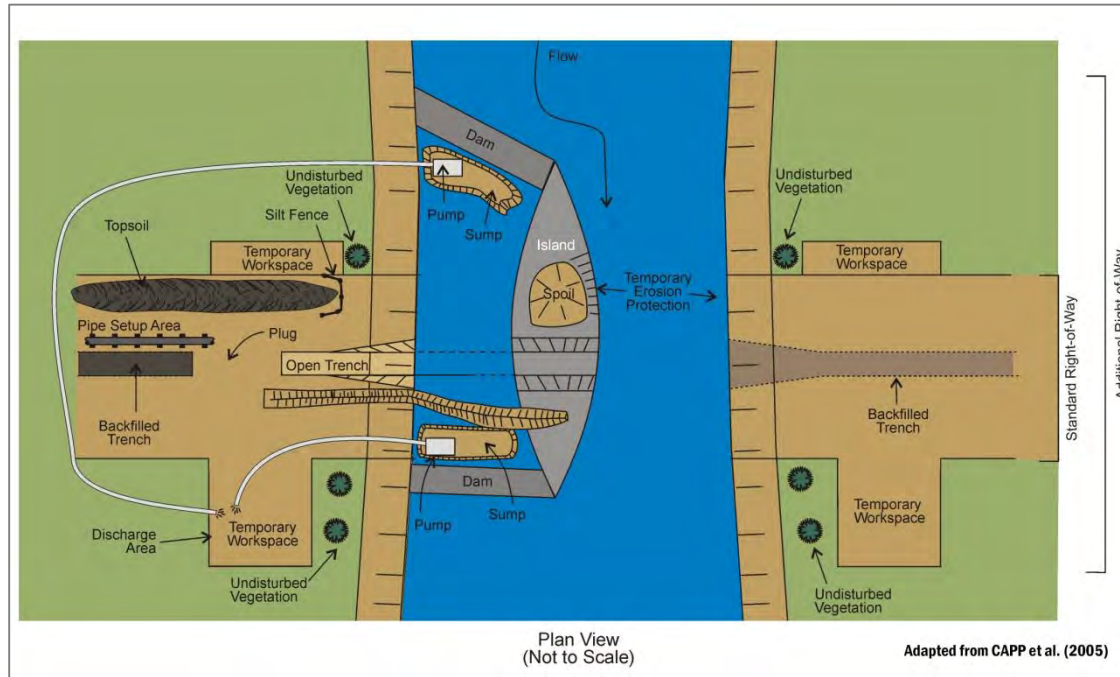 Flow
Dam
Undisturbed
Vegetation
Silt Fence
Topsoil
Pump
Sump
Undisturbed
Vegetation
Temporary
Workspace
Island
Temporary
Workspace
Temporary
Erosion
Protection
Spoil
Pipe Setup Area
Plug
Open Trench
Backfilled
Trench
Backfilled
Trench
Standard Right-of-Way
Additional Right-of-Way
Dam
Pump
Sump
Discharge
Area
Temporary
Workspace
Temporary
Workspace
Undisturbed
Vegetation
Undisturbed
Vegetation
Plan View
(Not to Scale)
Adapted from CAPP et al. (2005)